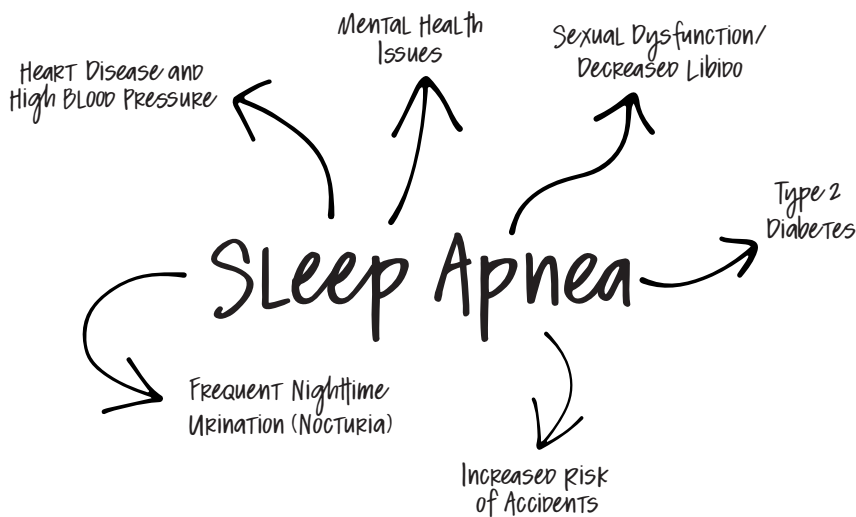 Mental Health
Issues
Sexual Dysfunction/
Decreased Libido
Heart Disease and
High Blood Pressure
Type 2
Diabetes
Sleep Apnea
Frequent Nighttime
Urination (Nocturia)
Increased Risk
of Accidents